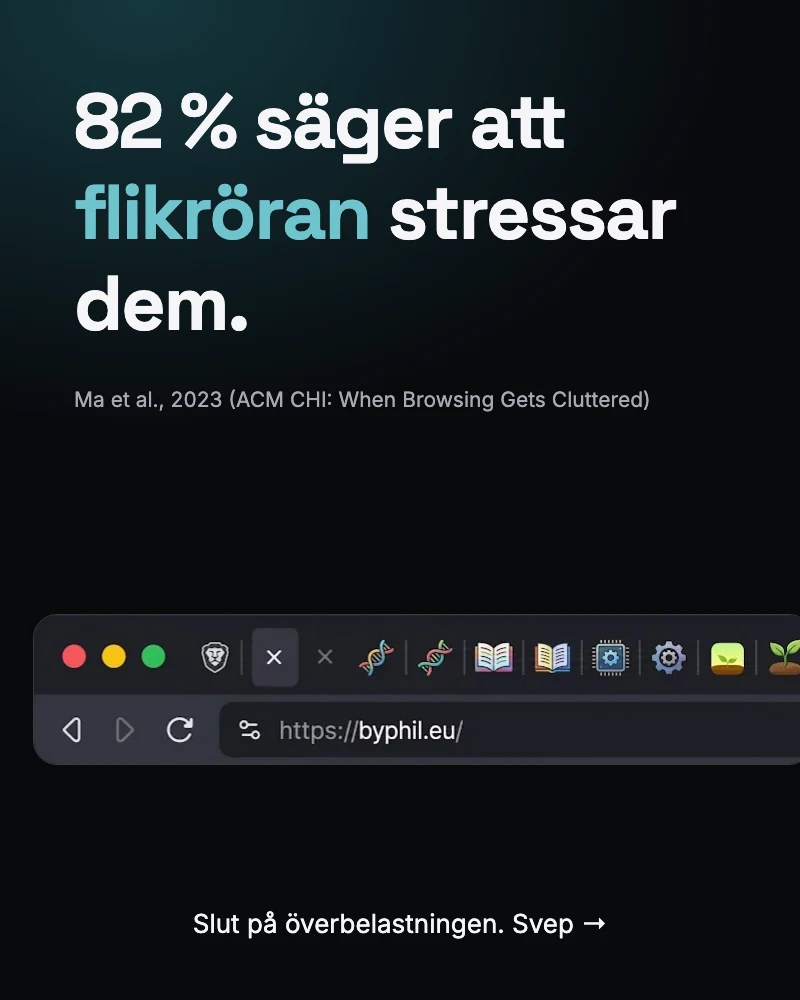 82 % säger att
flikröran stressar
dem.
Ma et al., 2023 (ACM CHI: When Browsing Gets Cluttered)
https://byphil.eu/
Slut på överbelastningen. Svep →